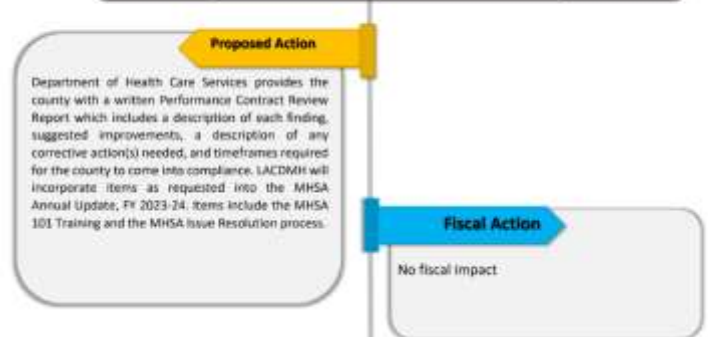 Proposed Action
Department of Health Care Services provides the
county with a written Performance Contract Review
Report which includes a description of each finding,
suggested improvements, a description of any
corrective action(s) needed, and timeframes required
for the county to come into compliance. LACDMH will
incorporate items as requested into the MHSA
Annual Update, FY 2023-24. Items include the MHSA
101 Training and the MHSA Issue Resolution process.
Fiscal Action
No fiscal impact